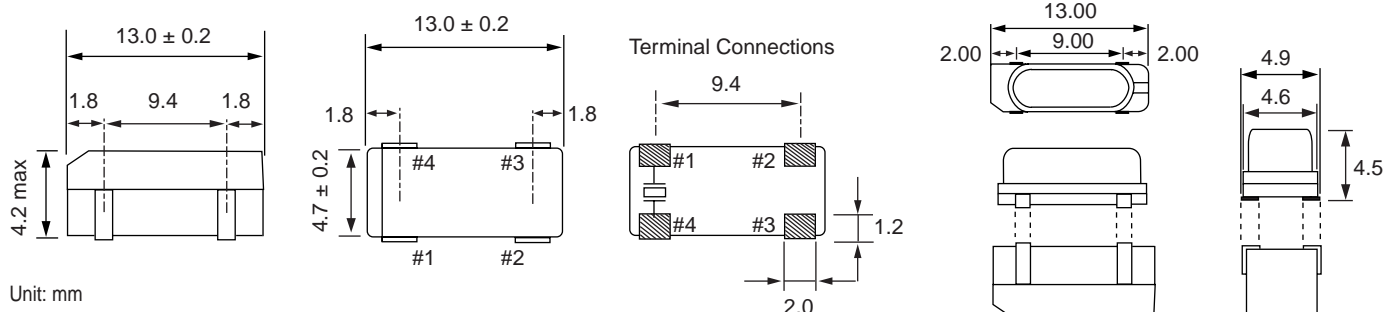 13.0 ± 0.2
1.8 9.4 1.8
4.2 max
Unit: mm
13.0 ± 0.2
1.8 1.8
#4 #3
4.7 ± 0.2
#1 #2
Terminal Connections
9.4
#1 #2
#4 #3
1.2
2.0
13.00
2.00 9.00 2.00
4.9
4.6
4.5